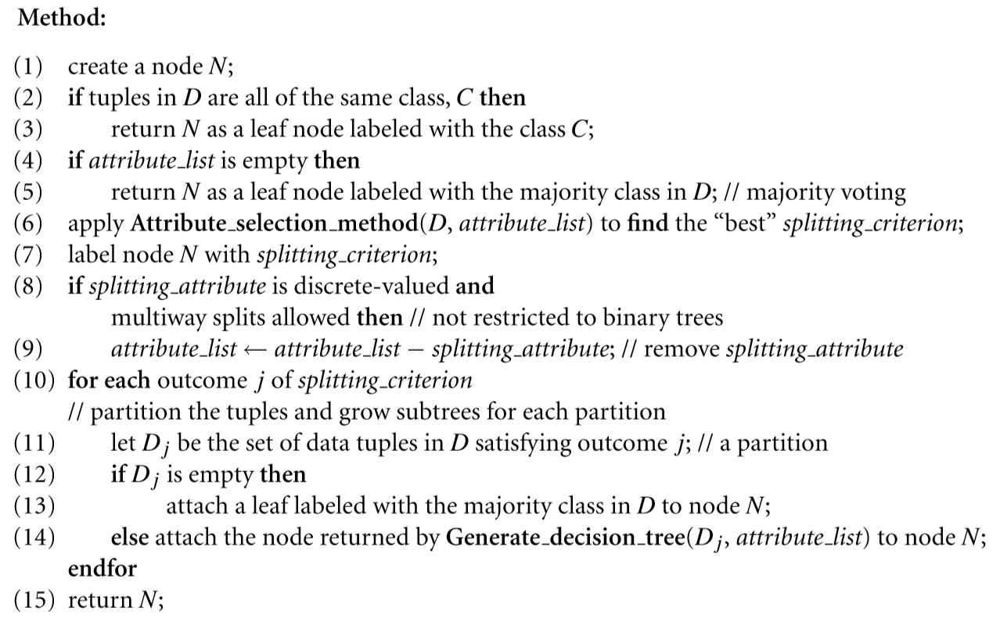 Method:
(1) create a node N;
(2) if tuples in D are all of the same class, C then
(3) return N as a leaf node labeled with the class C;
(4) if attribute_list is empty then
(5) return N as a leaf node labeled with the majority class in D; // majority voting
(6) apply Attribute_selection_method(D, attribute_list) to find the “best” splitting_criterion;
(7) label node N with splitting_criterion;
(8) if splitting_attribute is discrete-valued and
multiway splits allowed then // not restricted to binary trees
(9) attribute_list ← attribute_list − splitting_attribute; // remove splitting_attribute
(10) for each outcome j of splitting_criterion
// partition the tuples and grow subtrees for each partition
(11) let Dj be the set of data tuples in D satisfying outcome j; // a partition
(12) if Dj is empty then
(13) attach a leaf labeled with the majority class in D to node N;
(14) else attach the node returned by Generate_decision_tree(Dj, attribute_list) to node N;
endfor
(15) return N;